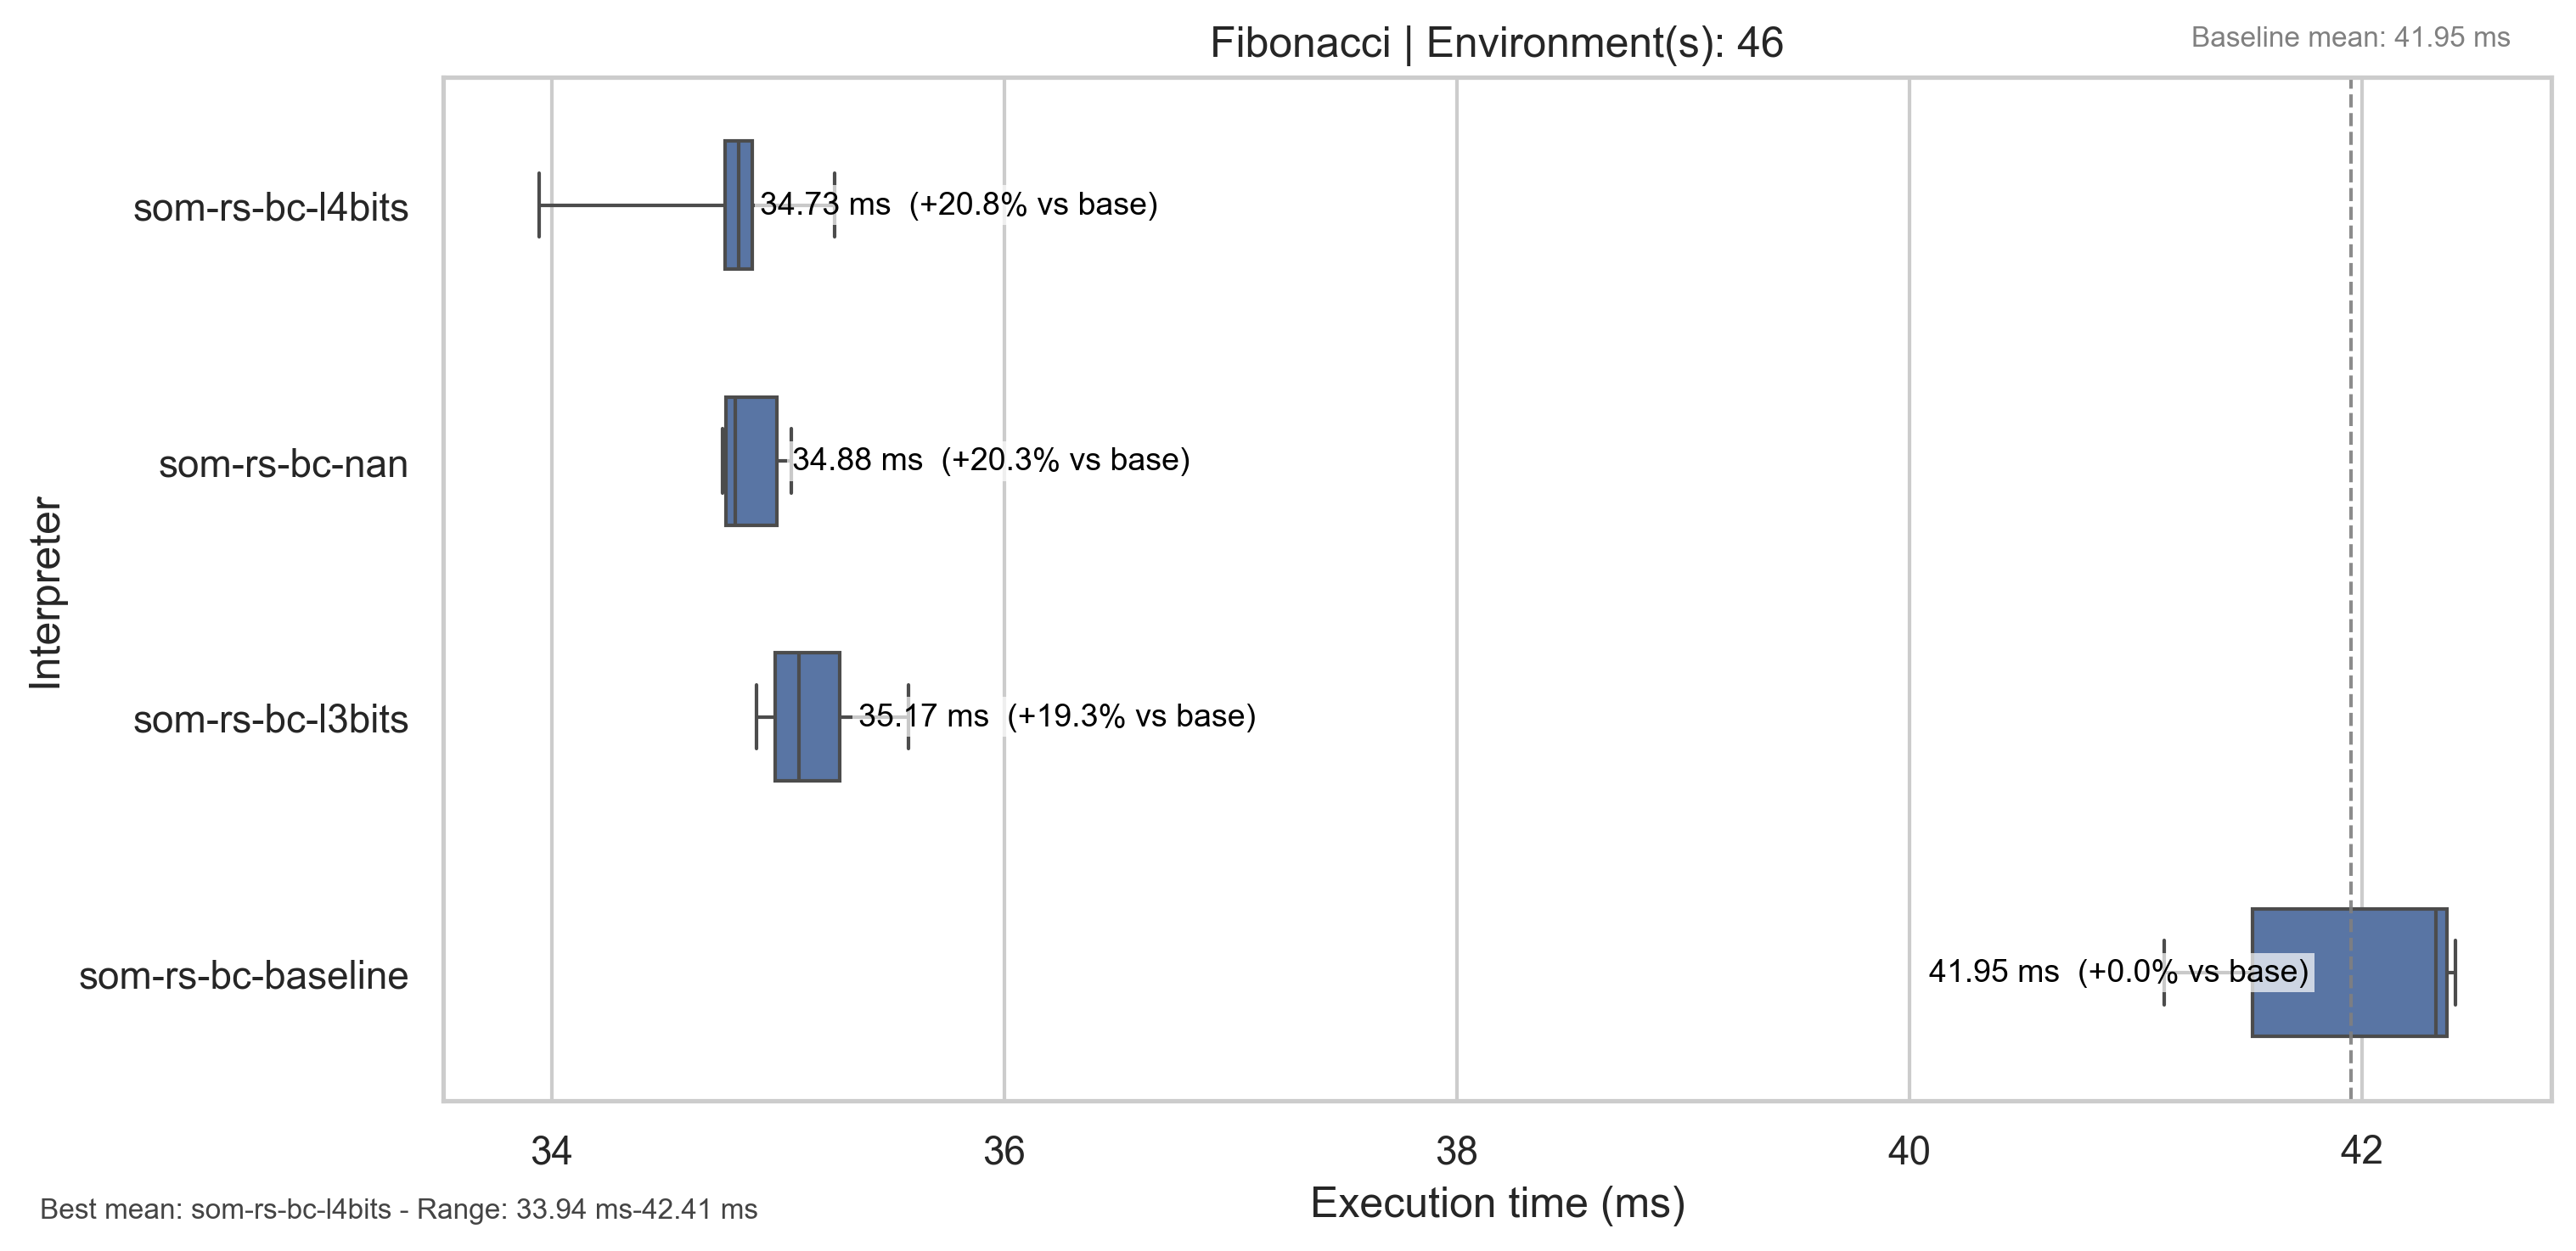 Fibonacci | Environment(s): 46
Baseline mean: 41.95 ms
Interpreter
som-rs-bc-l4bits
34.73 ms  (+20.8% vs base)
som-rs-bc-nan
34.88 ms  (+20.3% vs base)
som-rs-bc-l3bits
35.17 ms  (+19.3% vs base)
som-rs-bc-baseline
41.95 ms  (+0.0% vs base)
34 36 38 40 42
Execution time (ms)
Best mean: som-rs-bc-l4bits - Range: 33.94 ms-42.41 ms